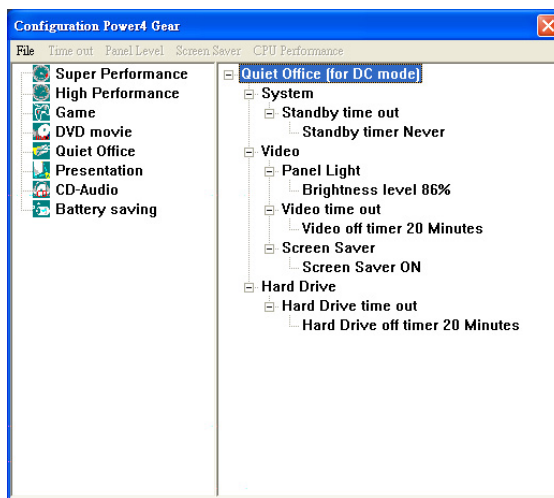 Configuration Power4 Gear
File Time out Panel Level Screen Saver CPU Performance
Super Performance
High Performance
Game
DVD movie
Quiet Office
Presentation
CD-Audio
Battery saving
Quiet Office (for DC mode)
System
Standby time out
Standby timer Never
Video
Panel Light
Brightness level 86%
Video time out
Video off timer 20 Minutes
Screen Saver
Screen Saver ON
Hard Drive
Hard Drive time out
Hard Drive off timer 20 Minutes